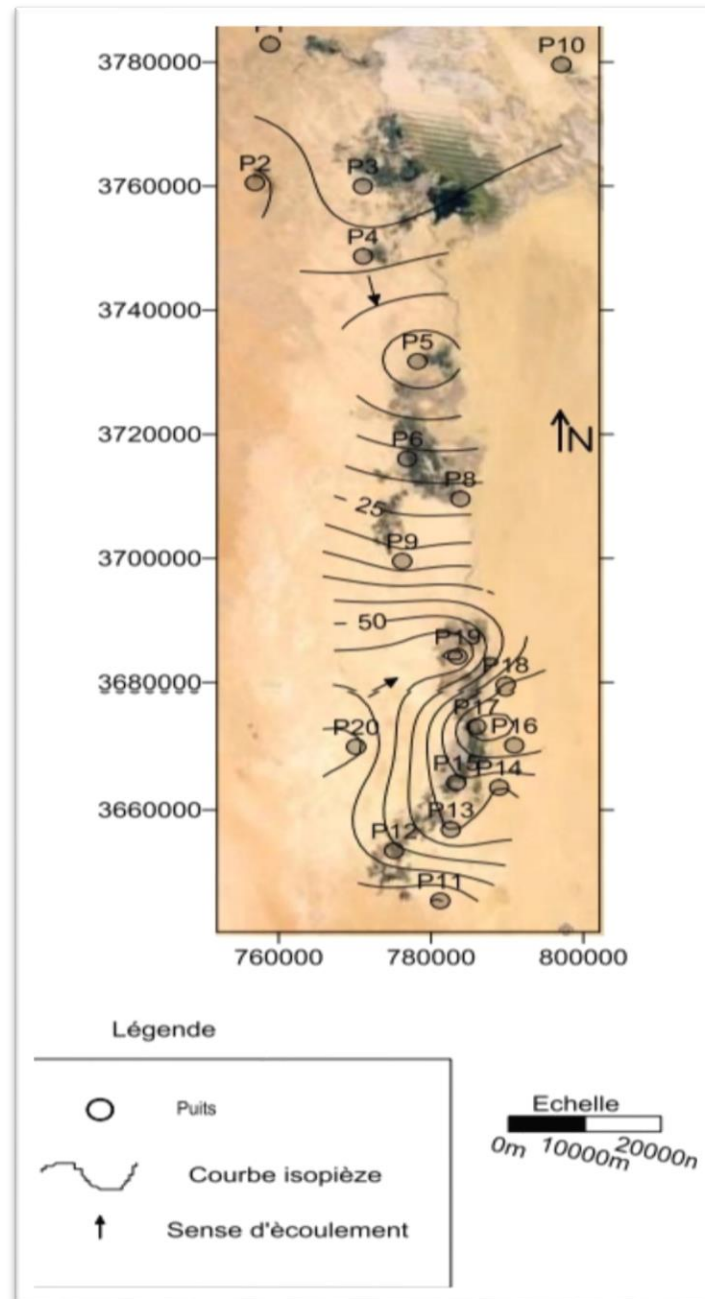 P10
3780000
P2
P3
3760000
P4
3740000
P5
N
3720000
P6
P8
25
P9
3700000
50
P19
P18
3680000
P17
P20
P16
P15
P14
P13
3660000
P12
P11
760000
780000
800000
Légende
Puits
Echelle
0m 10000m 20000n
Courbe isopièze
Sense d'ècoulement